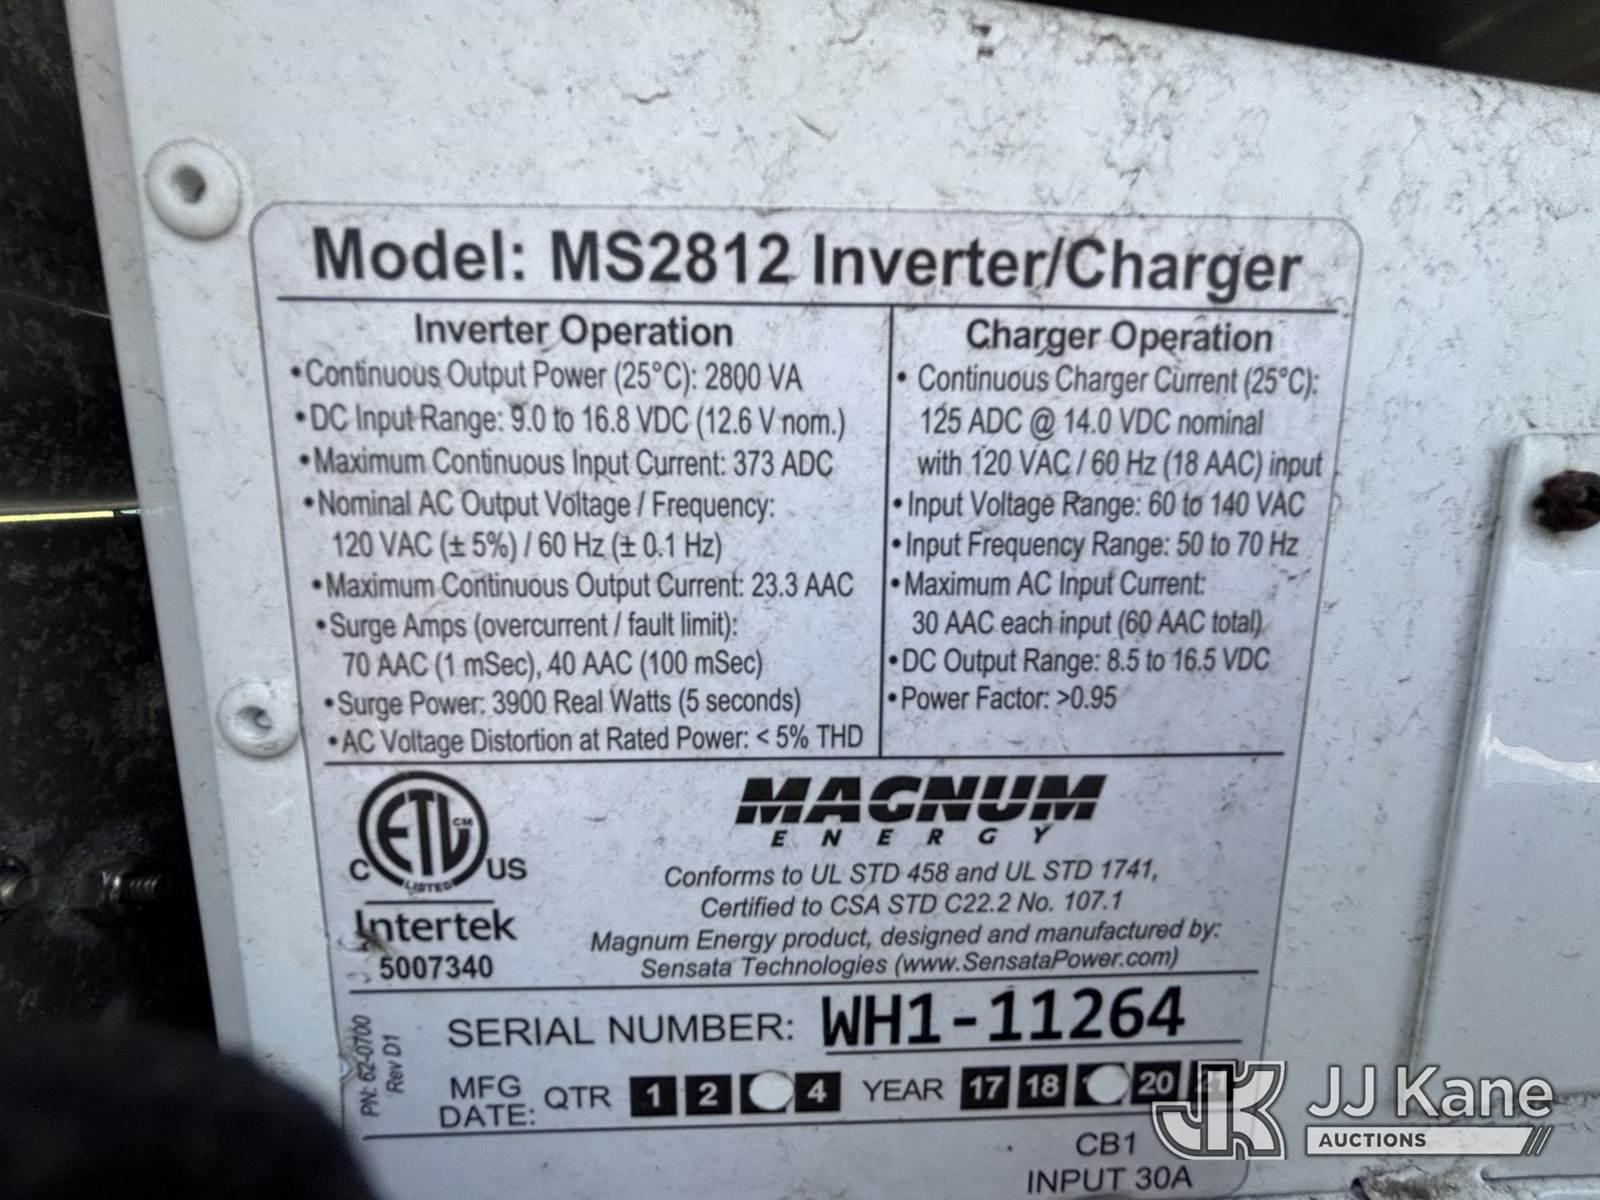 Model: MS2812 Inverter/Charger
Inverter Operation
•Continuous Output Power (25°C): 2800 VA
•DC Input Range: 9.0 to 16.8 VDC (12.6 V nom.)
•Maximum Continuous Input Current: 373 ADC
•Nominal AC Output Voltage / Frequency:
120 VAC (± 5%) / 60 Hz (± 0.1 Hz)
•Maximum Continuous Output Current: 23.3 AAC
•Surge Amps (overcurrent / fault limit):
70 AAC (1 mSec), 40 AAC (100 mSec)
•Surge Power: 3900 Real Watts (5 seconds)
•AC Voltage Distortion at Rated Power: < 5% THD
Charger Operation
• Continuous Charger Current (25°C):
125 ADC @ 14.0 VDC nominal
with 120 VAC / 60 Hz (18 AAC) input
•Input Voltage Range: 60 to 140 VAC
•Input Frequency Range: 50 to 70 Hz
•Maximum AC Input Current:
30 AAC each input (60 AAC total)
•DC Output Range: 8.5 to 16.5 VDC
•Power Factor: >0.95
ETL CM
C US
LISTED
Intertek
5007340
MAGNUM
ENERGY
Conforms to UL STD 458 and UL STD 1741,
Certified to CSA STD C22.2 No. 107.1
Magnum Energy product, designed and manufactured by:
Sensata Technologies (www.SensataPower.com)
PN: 62-0700
Rev D1
SERIAL NUMBER: WH1-11264
MFG DATE: QTR 1 2 4 YEAR 17 18 20 21
CB1
INPUT 30A
JK JJ Kane
AUCTIONS